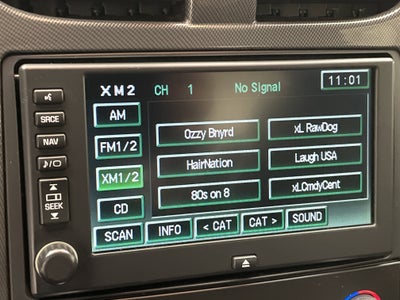 XM2 CH 1 No Signal 11:01
AM
FM1/2
XM1/2
CD
Ozzy Bnyrd xL RawDog
HairNation Laugh USA
80s on 8 xLCmdyCent
SCAN INFO < CAT CAT > SOUND
SRCE
NAV
SEEK